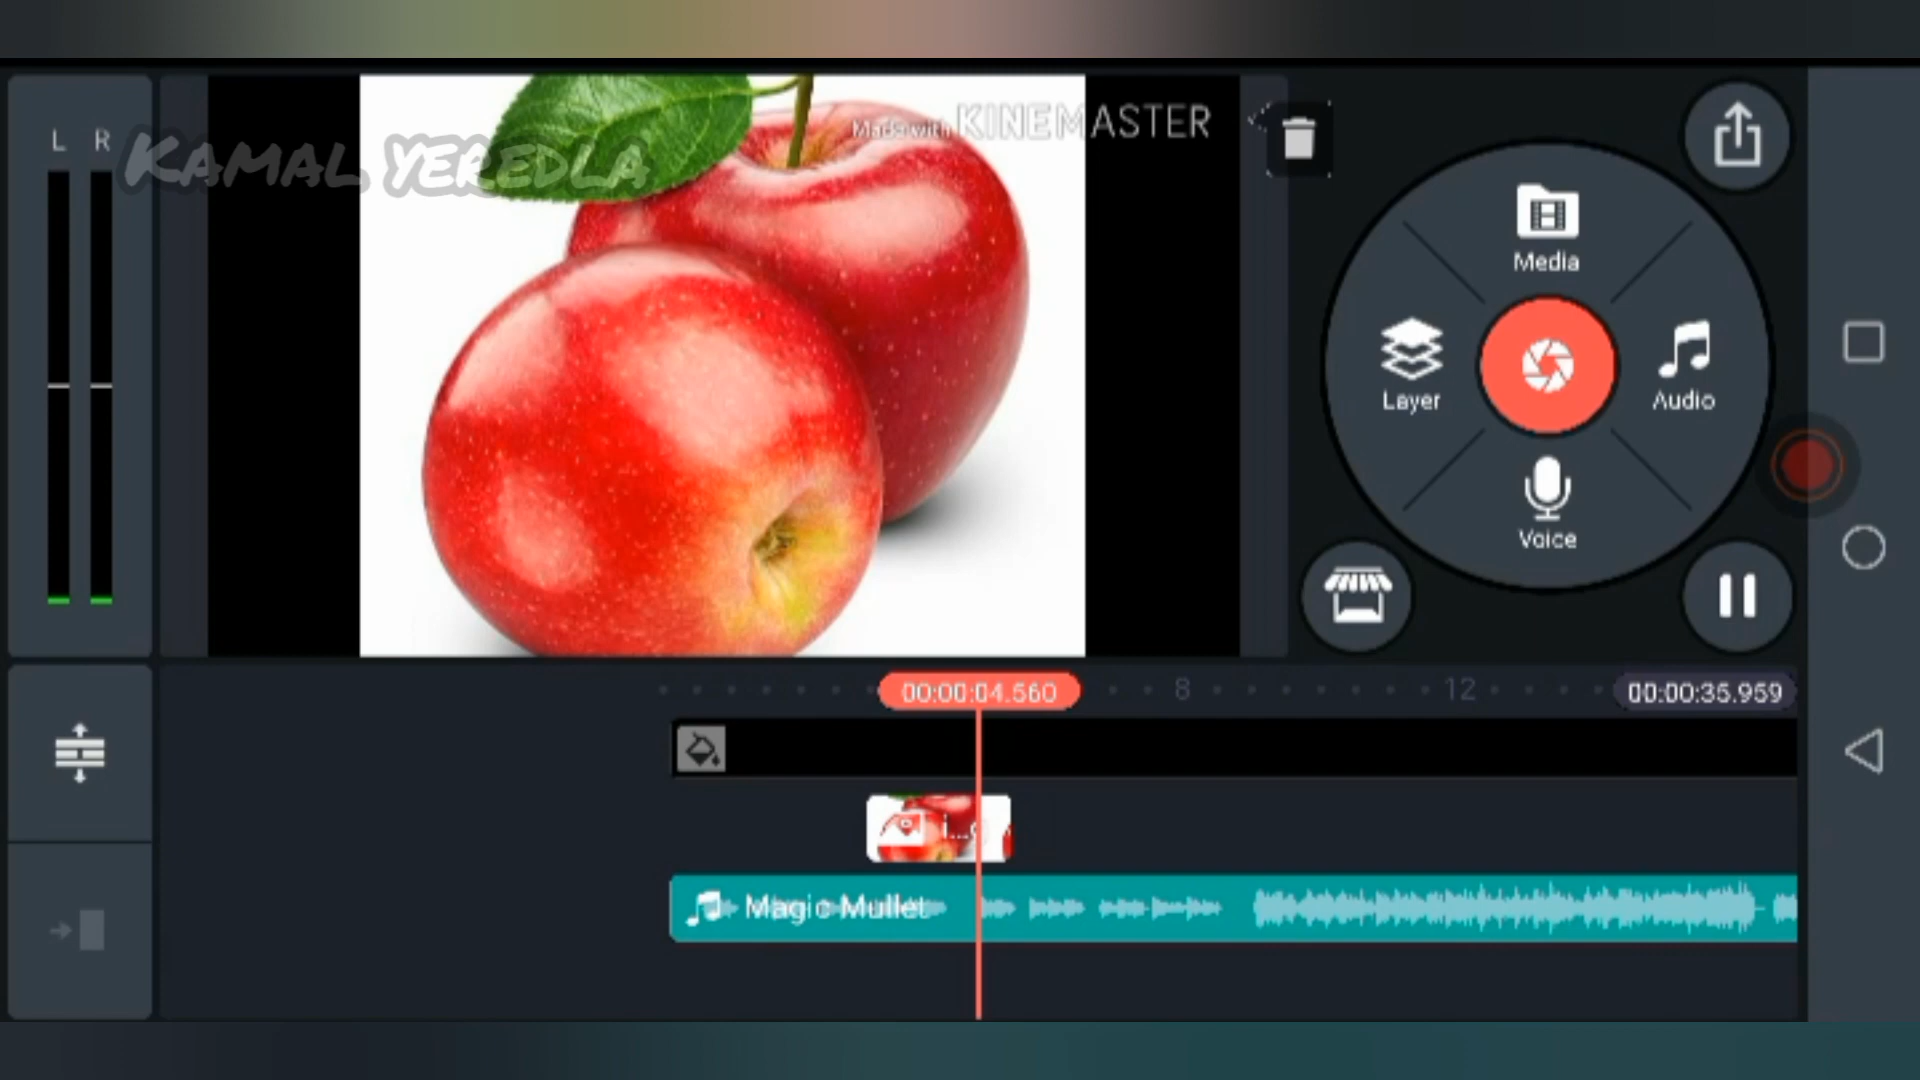 L R
Kamal yeredla
Made with KINEMASTER
Media
Layer
Audio
Voice
00:00:04.560
8
12
00:00:35.959
Magic Mullet